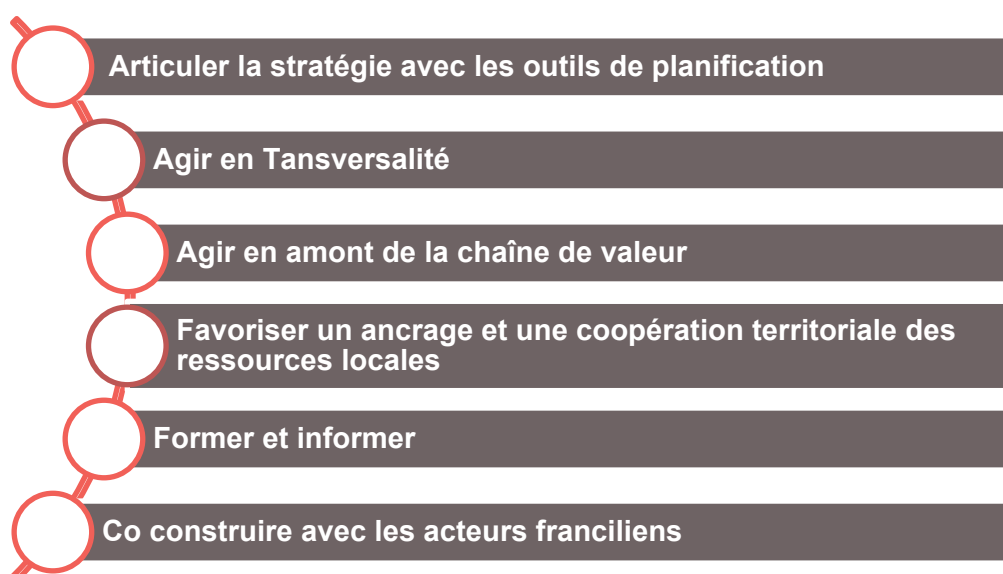 Articuler la stratégie avec les outils de planification
Agir en Tansversalité
Agir en amont de la chaîne de valeur
Favoriser un ancrage et une coopération territoriale des
ressources locales
Former et informer
Co construire avec les acteurs franciliens